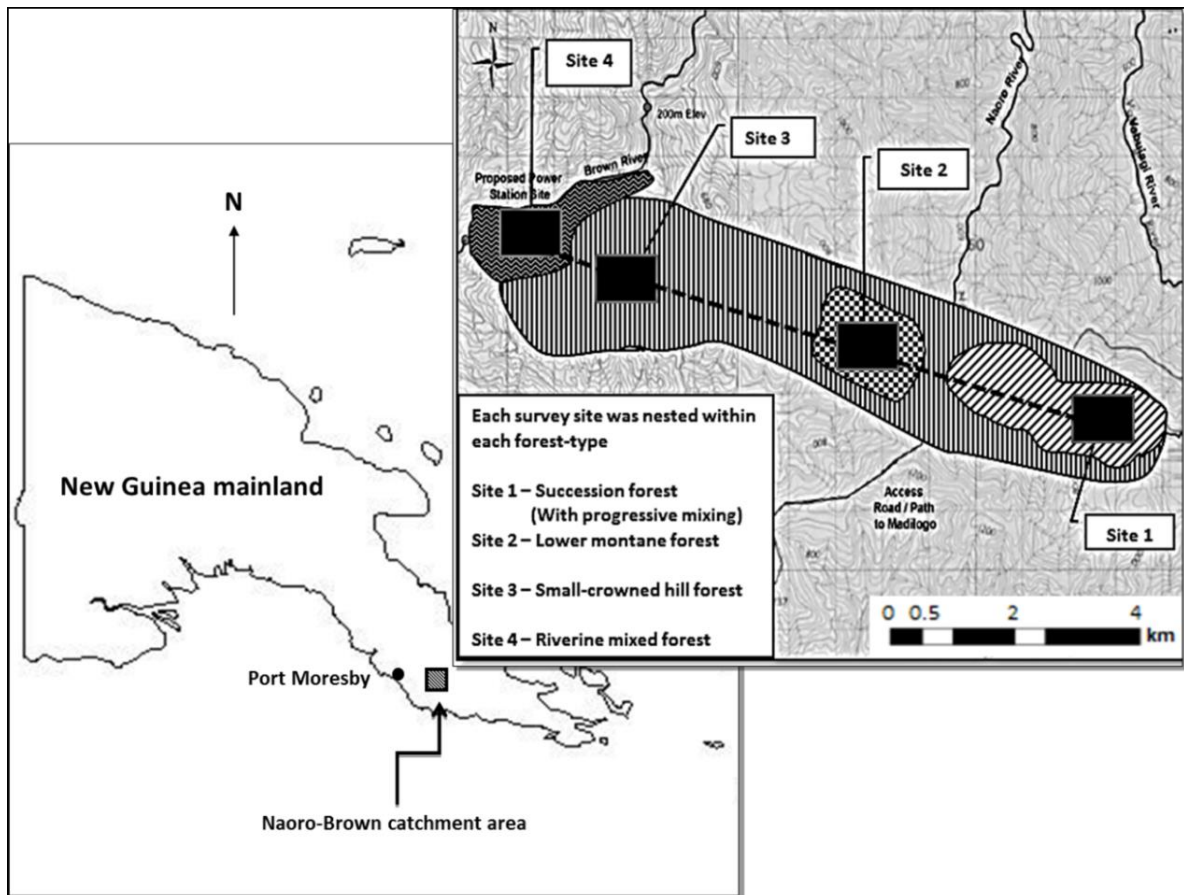 N
New Guinea mainland
Port Moresby
Naoro-Brown catchment area
N
Site 4
Site 3
Site 2
Site 1
200m Elev
Brown River
Proposed Power
Station Site
Naoro River
Access
Road / Path
to Madilogo
Each survey site was nested within
each forest-type
Site 1 – Succession forest
(With progressive mixing)
Site 2 – Lower montane forest
Site 3 – Small-crowned hill forest
Site 4 – Riverine mixed forest
0 0.5 2 4
km